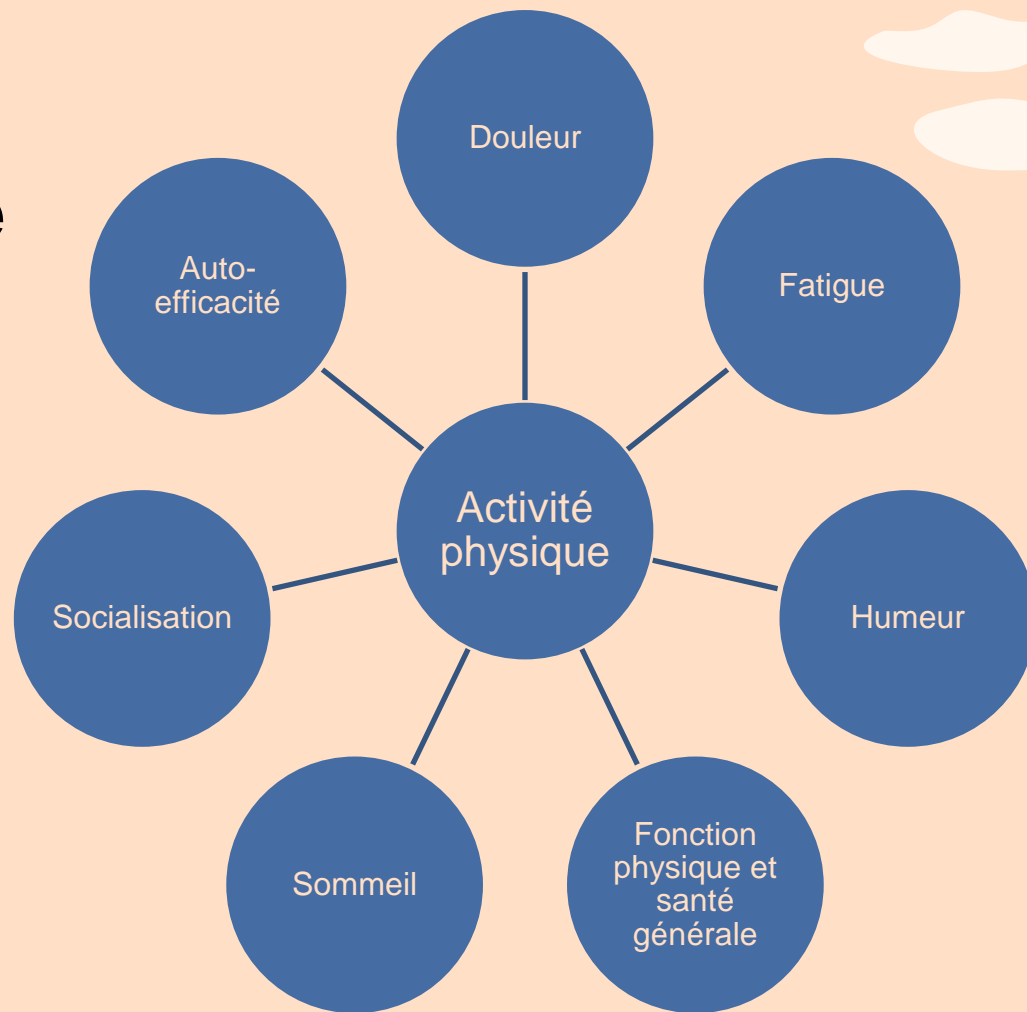 Douleur
Auto-
efficacité
Fatigue
Activité
physique
Socialisation
Humeur
Sommeil
Fonction
physique et
santé
générale